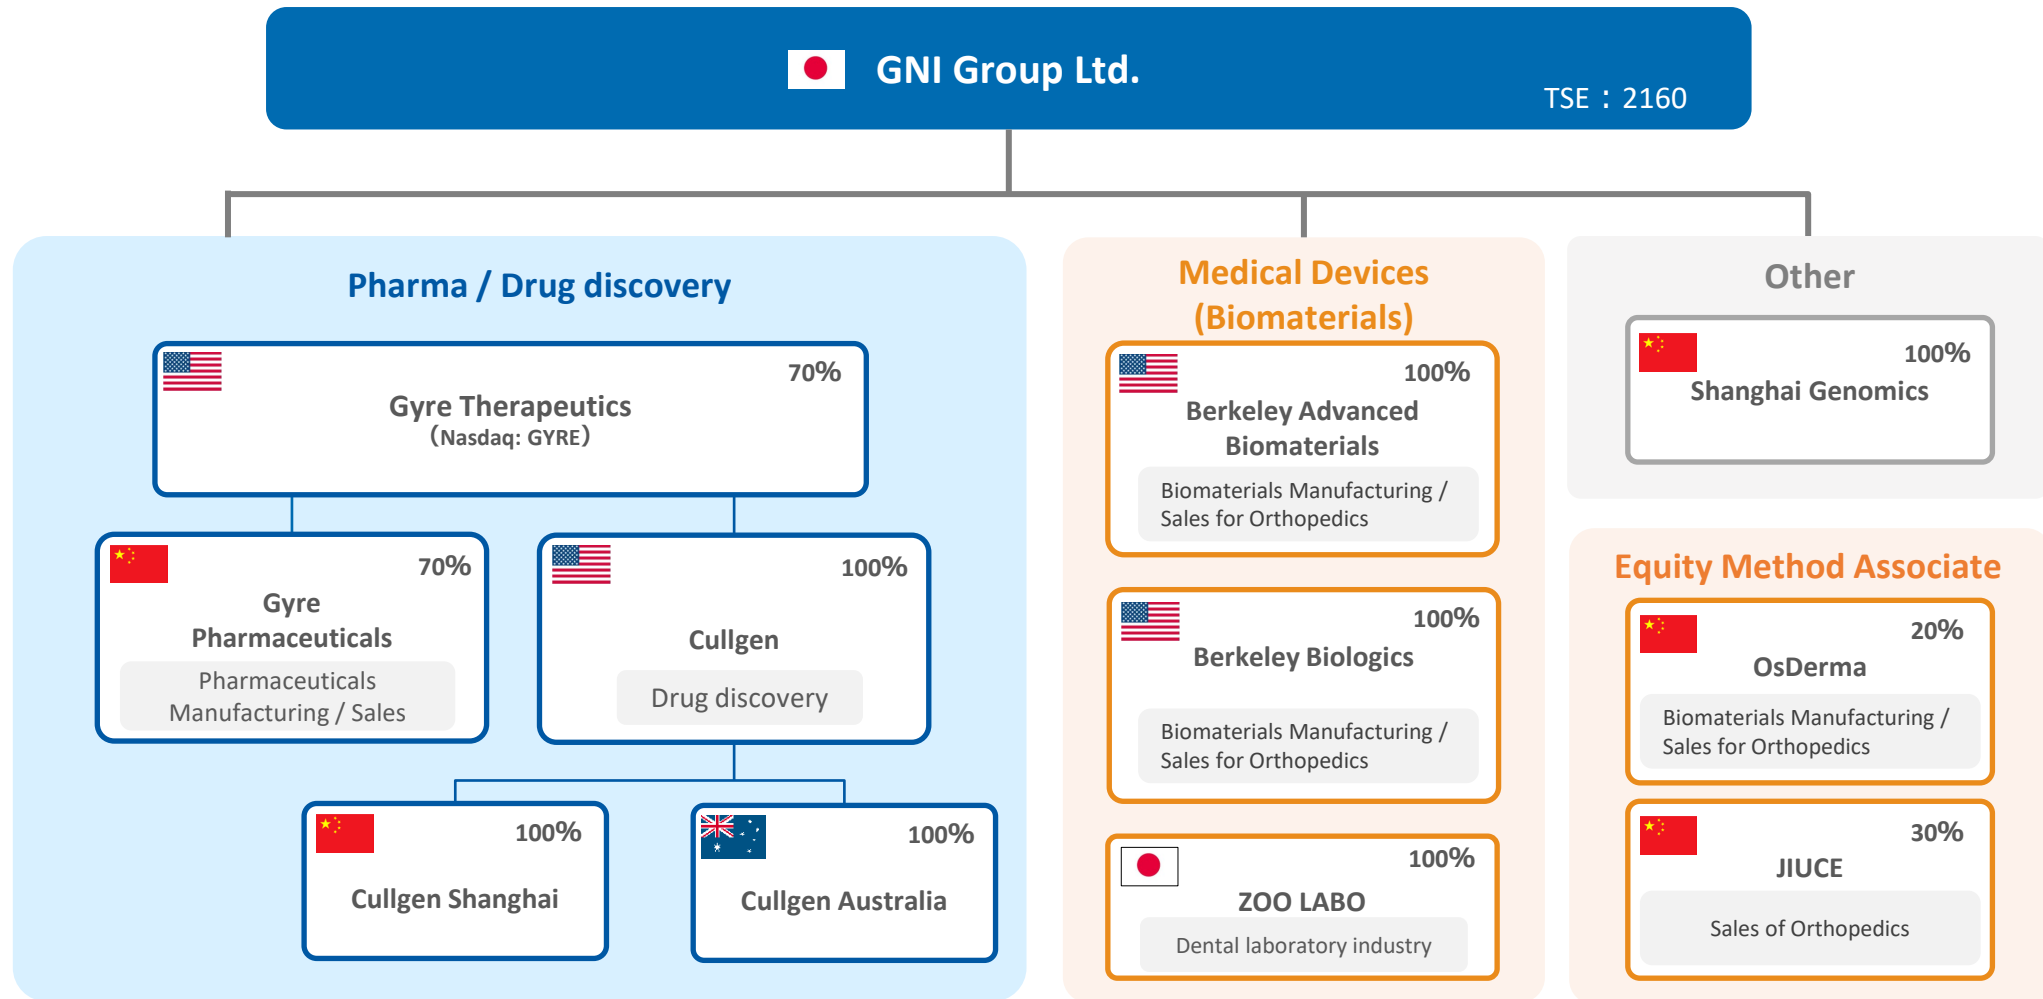 GNI Group Ltd.
TSE：2160
Pharma / Drug discovery
70%
Gyre Therapeutics
（Nasdaq: GYRE）
70%
Gyre
Pharmaceuticals
Pharmaceuticals
Manufacturing / Sales
100%
Cullgen
Drug discovery
100%
Cullgen Shanghai
100%
Cullgen Australia
Medical Devices
(Biomaterials)
100%
Berkeley Advanced
Biomaterials
Biomaterials Manufacturing /
Sales for Orthopedics
100%
Berkeley Biologics
Biomaterials Manufacturing /
Sales for Orthopedics
100%
ZOO LABO
Dental laboratory industry
Other
100%
Shanghai Genomics
Equity Method Associate
20%
OsDerma
Biomaterials Manufacturing /
Sales for Orthopedics
30%
JIUCE
Sales of Orthopedics